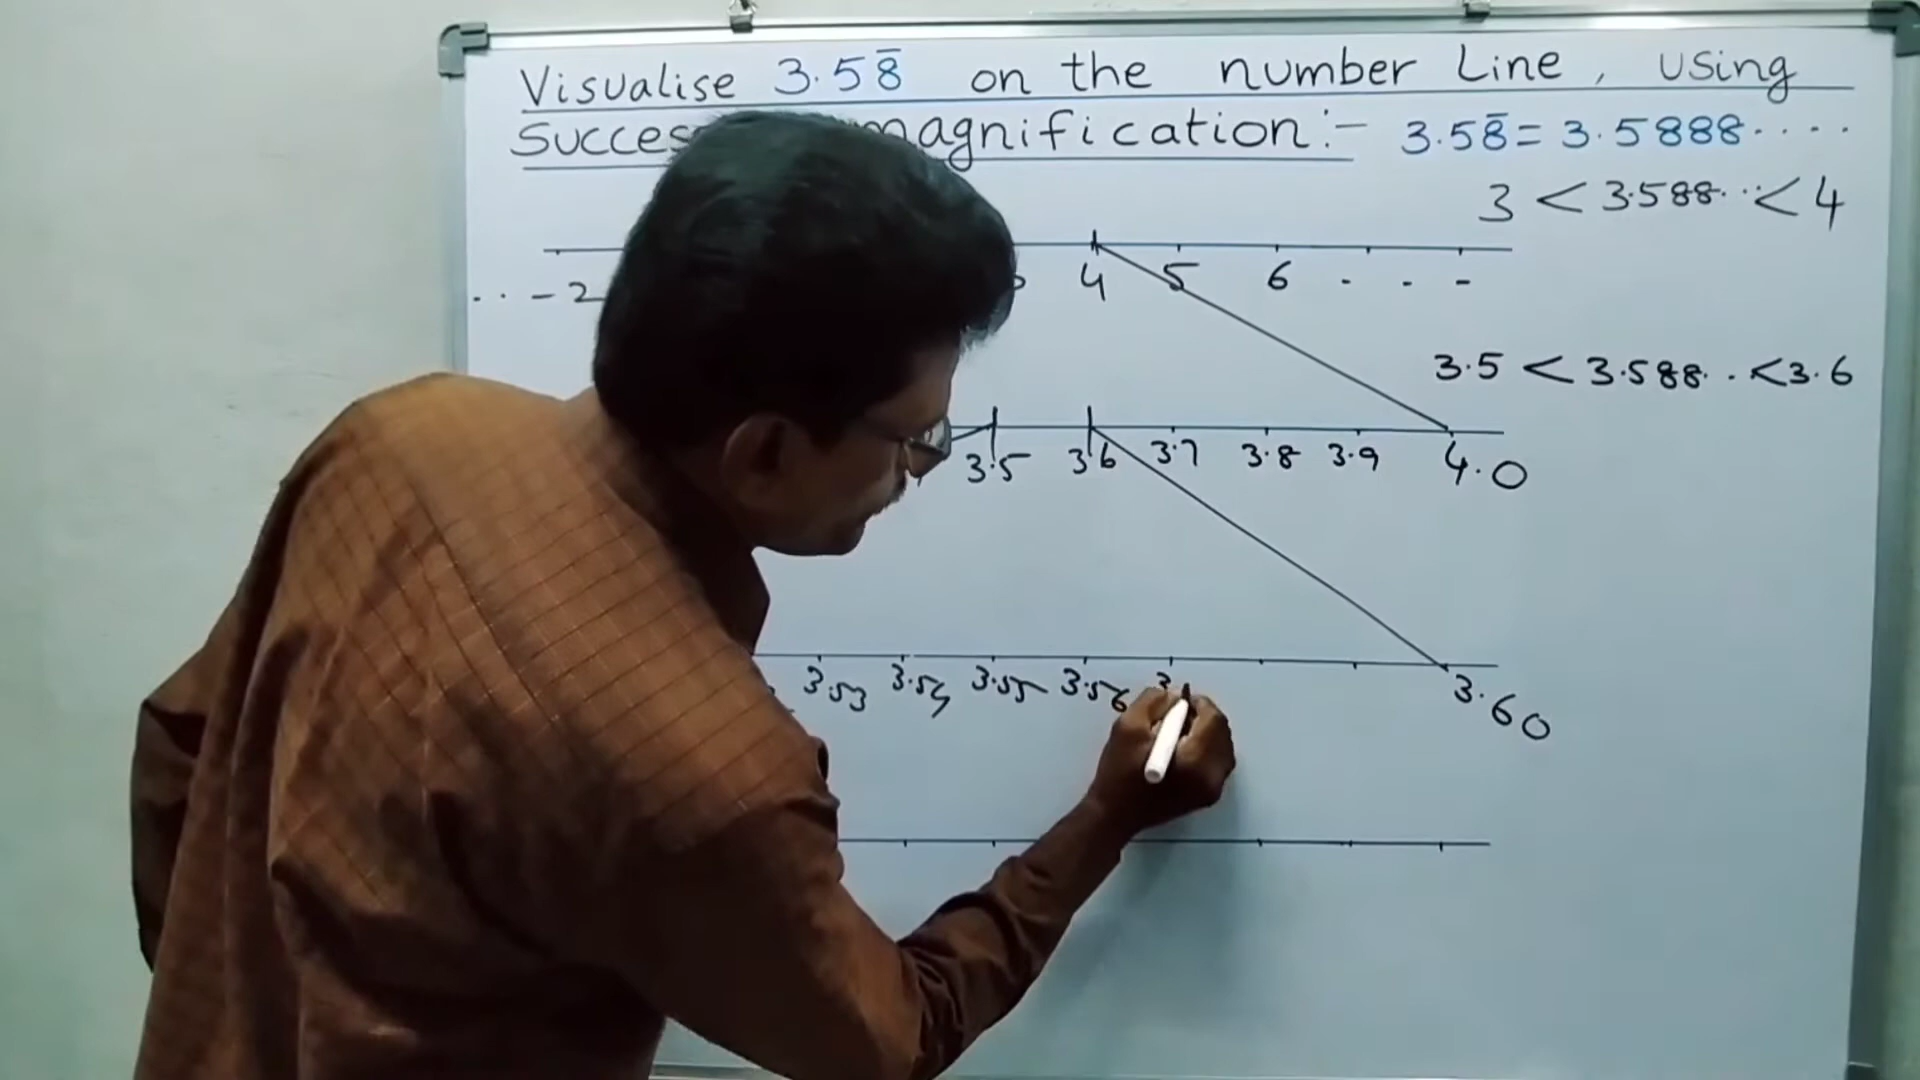 Visualise 3.58̅ on the number Line, using
magnification:- 3.58̅ = 3.5888....
3 < 3.588... < 4
.. -2 4 5 6 - - -
3.5 < 3.588.. < 3.6
3.5 3.6 3.7 3.8 3.9 4.0
3.53 3.54 3.55 3.56 3.60